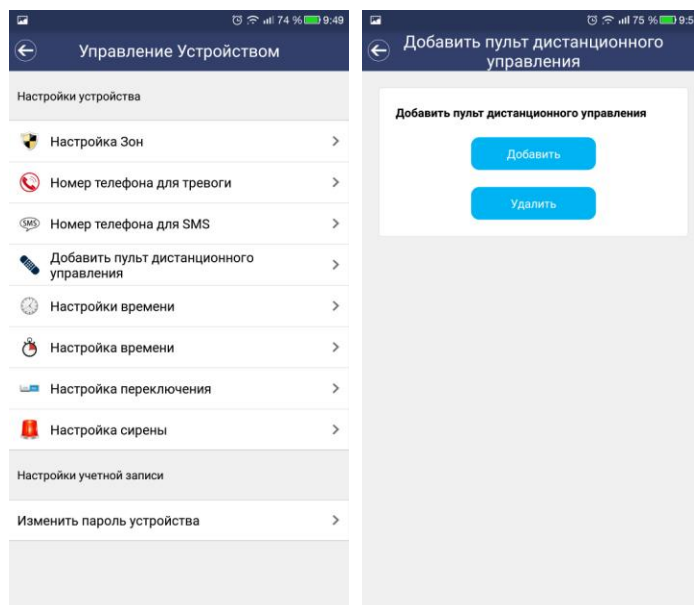 74 % 9:49
Управление Устройством
Настройки устройства
Настройка Зон
Номер телефона для тревоги
SMS
Номер телефона для SMS
Добавить пульт дистанционного
управления
Настройки времени
Настройка времени
Настройка переключения
Настройка сирены
Настройки учетной записи
Изменить пароль устройства
75 % 9:5
Добавить пульт дистанционного
управления
Добавить пульт дистанционного управления
Добавить
Удалить